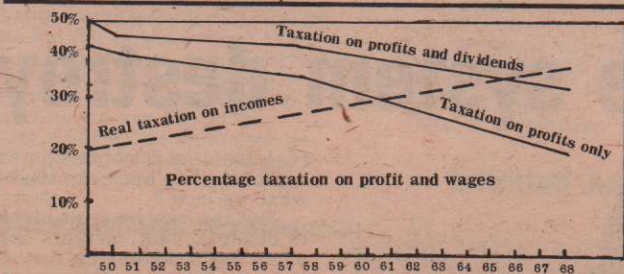 50%
Taxation on profits and dividends
40%
30%
Real taxation on incomes
Taxation on profits only
20%
Percentage taxation on profit and wages
10%
50 51 52 53 54 55 56 57 58 59 60 61 62 63 64 65 66 67 68